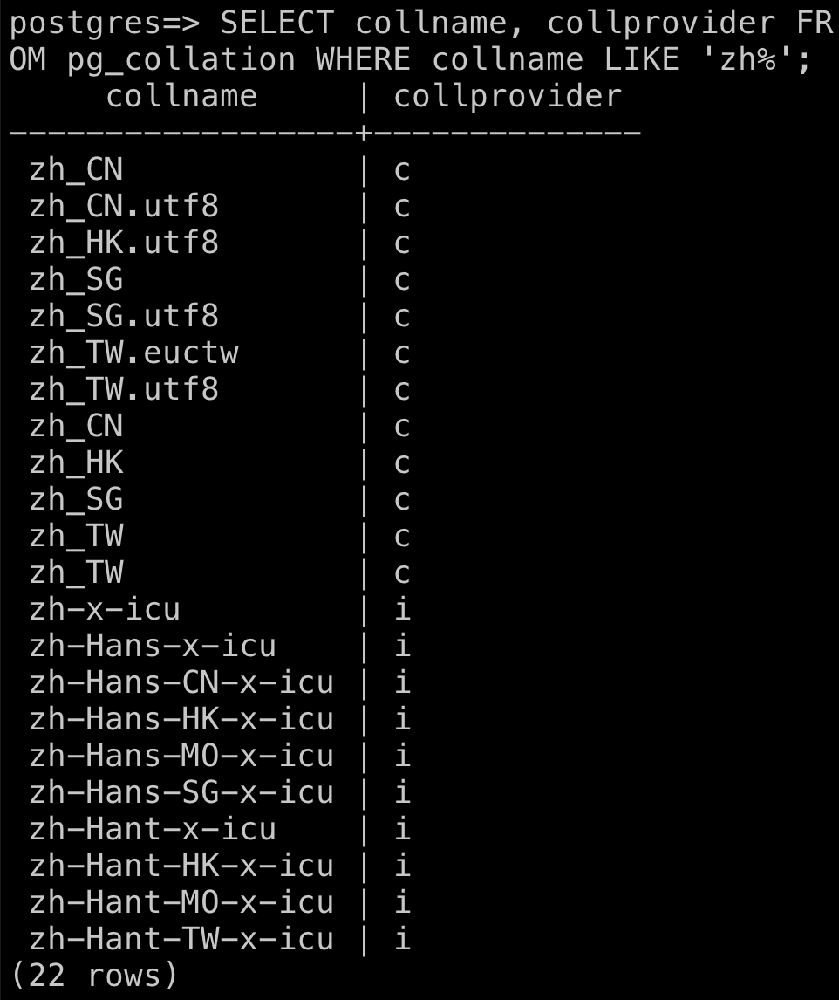 postgres=> SELECT collname, collprovider FR
OM pg_collation WHERE collname LIKE 'zh%';
     collname     | collprovider
------------------+--------------
 zh_CN            | c
 zh_CN.utf8       | c
 zh_HK.utf8       | c
 zh_SG            | c
 zh_SG.utf8       | c
 zh_TW.euctw      | c
 zh_TW.utf8       | c
 zh_CN            | c
 zh_HK            | c
 zh_SG            | c
 zh_TW            | c
 zh_TW            | c
 zh-x-icu         | i
 zh-Hans-x-icu    | i
 zh-Hans-CN-x-icu | i
 zh-Hans-HK-x-icu | i
 zh-Hans-MO-x-icu | i
 zh-Hans-SG-x-icu | i
 zh-Hant-x-icu    | i
 zh-Hant-HK-x-icu | i
 zh-Hant-MO-x-icu | i
 zh-Hant-TW-x-icu | i
(22 rows)